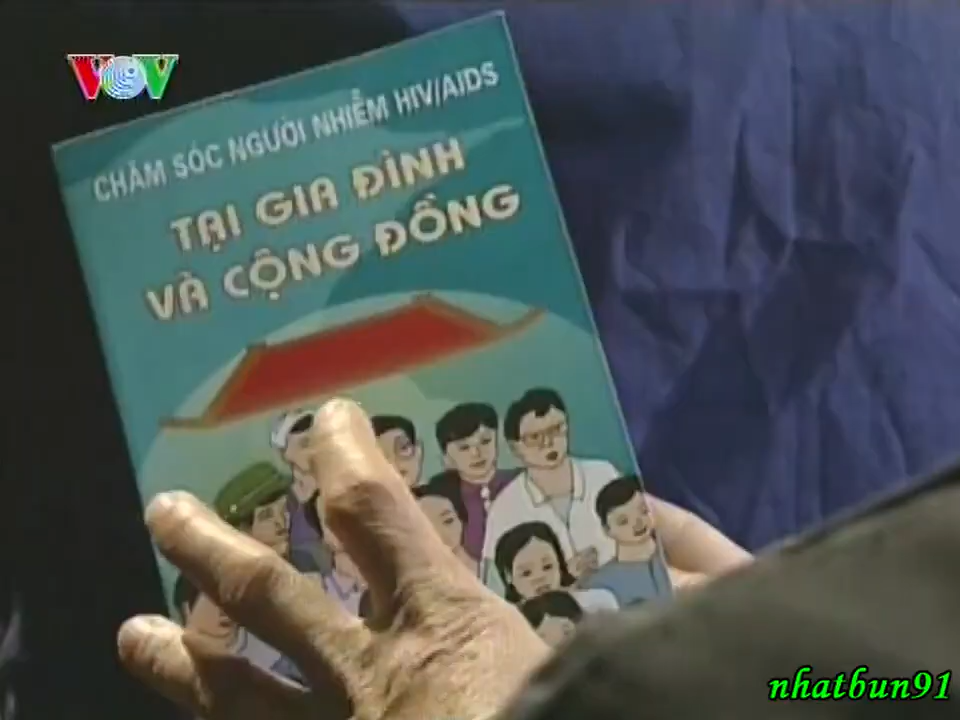 VOV
CHĂM SÓC NGƯỜI NHIỄM HIV/AIDS
TẠI GIA ĐÌNH
VÀ CỘNG ĐỒNG
nhatbun91